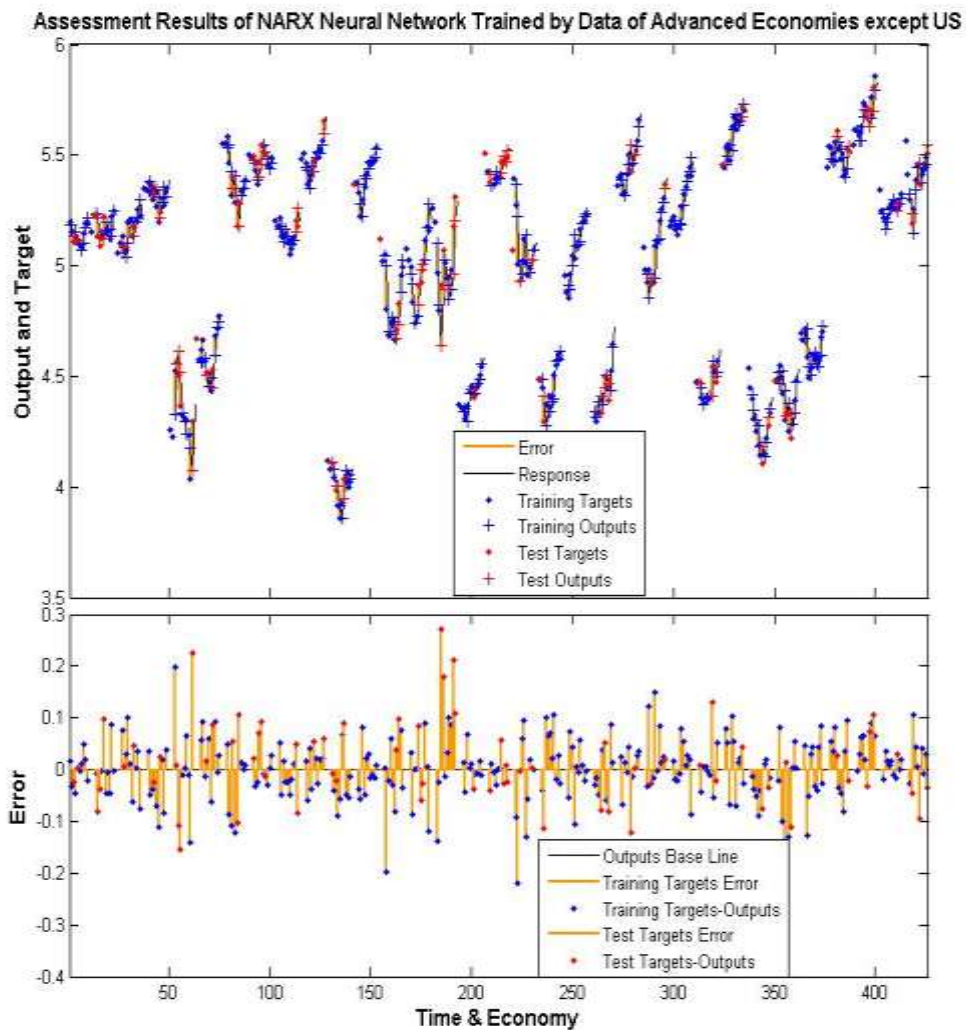 Assessment Results of NARX Neural Network Trained by Data of Advanced Economies except US
6
5.5
5
4.5
4
3.5
Output and Target
Error
Response
Training Targets
Training Outputs
Test Targets
Test Outputs
0.3
0.2
0.1
0
-0.1
-0.2
-0.3
-0.4
Error
Outputs Base Line
Training Targets Error
Training Targets-Outputs
Test Targets Error
Test Targets-Outputs
50 100 150 200 250 300 350 400
Time & Economy